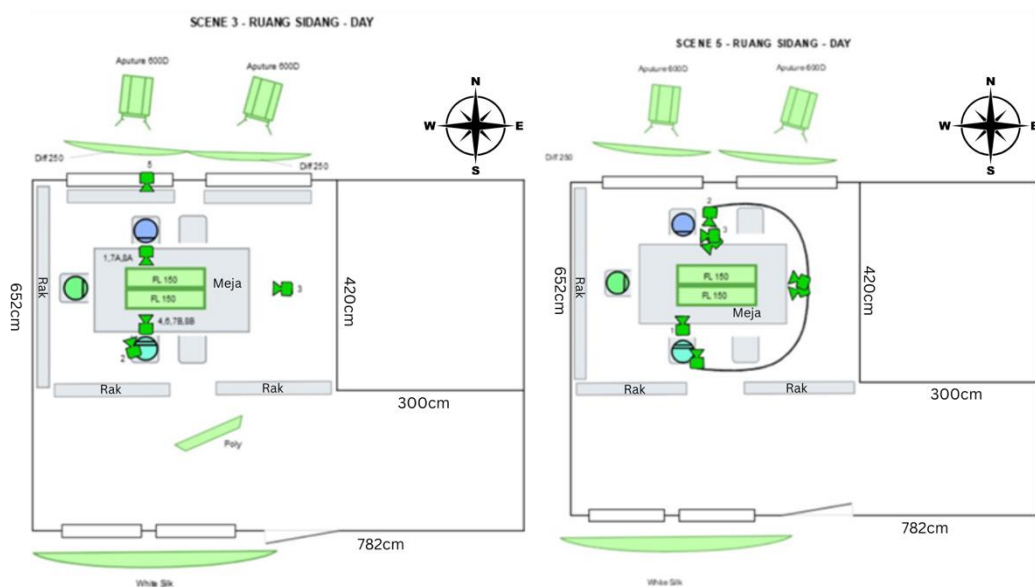 SCENE 3 - RUANG SIDANG - DAY
Aputure 600D
Aputure 600D
N
W
E
S
Diff 250
Diff 250
5
1,7A,8A
FL 150
FL 150
Meja
3
4,6,7B,8B
2
Rak
Rak
Rak
652cm
420cm
300cm
Poly
782cm
White Silk
SCENE 5 - RUANG SIDANG - DAY
Aputure 600D
Aputure 600D
N
W
E
S
Diff 250
2
3
FL 150
FL 150
Meja
1
Rak
Rak
Rak
652cm
420cm
300cm
782cm
White Silk